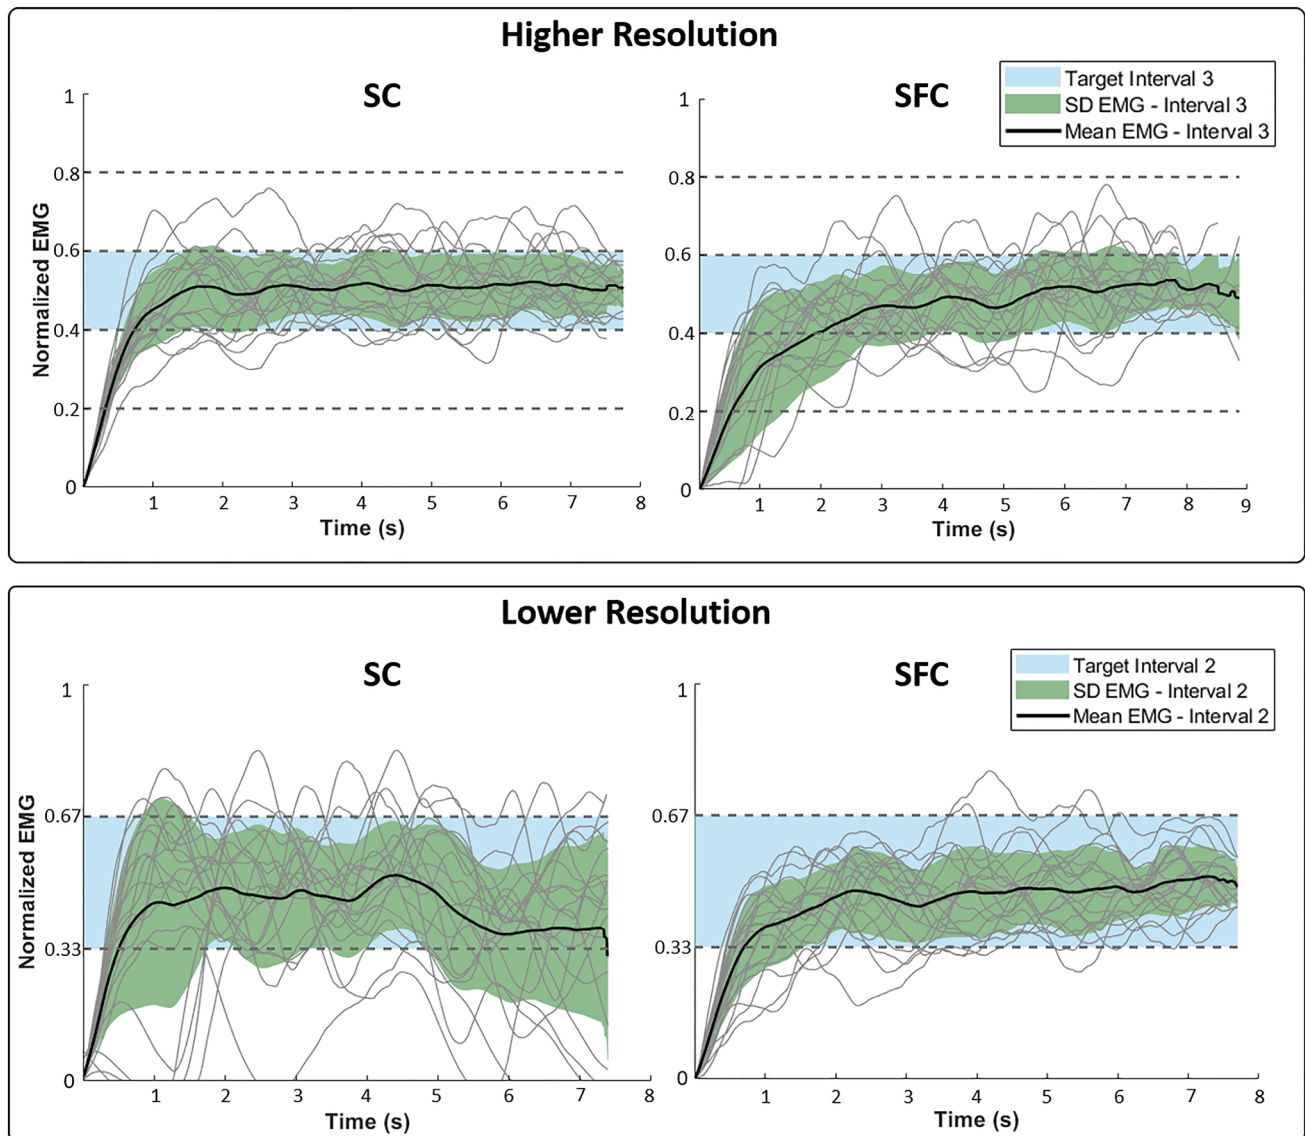 Higher Resolution
SC
SFC
Target Interval 3
SD EMG - Interval 3
Mean EMG - Interval 3
Normalized EMG
1
0.8
0.6
0.4
0.2
0
1 2 3 4 5 6 7 8
Time (s)
1
0.8
0.6
0.4
0.2
0
1 2 3 4 5 6 7 8 9
Time (s)
Lower Resolution
SC
SFC
Target Interval 2
SD EMG - Interval 2
Mean EMG - Interval 2
Normalized EMG
1
0.67
0.33
0
1 2 3 4 5 6 7 8
Time (s)
1
0.67
0.33
0
1 2 3 4 5 6 7 8
Time (s)